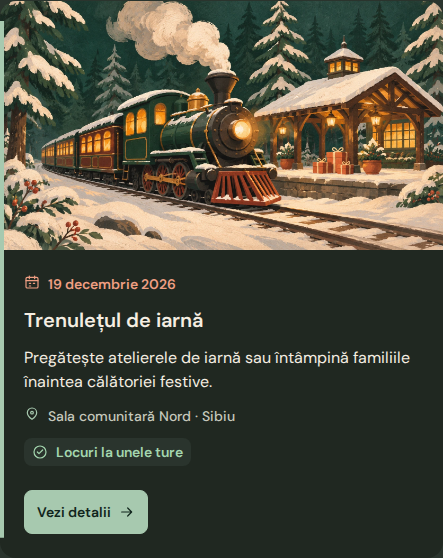 19 decembrie 2026
Trenulețul de iarnă
Pregătește atelierele de iarnă sau întâmpină familiile
înaintea călătoriei festive.
Sala comunitară Nord · Sibiu
Locuri la unele ture
Vezi detalii →